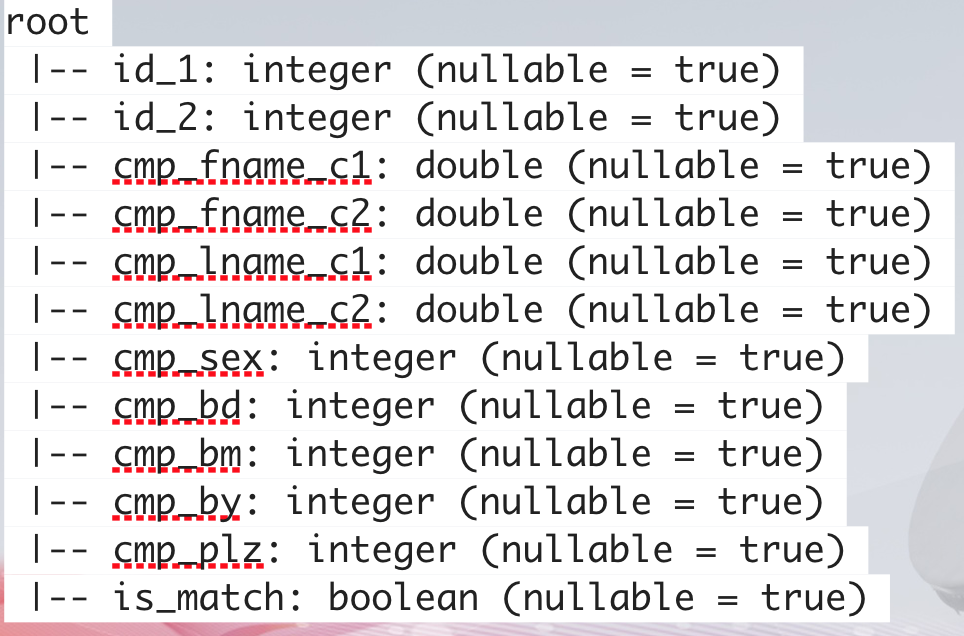 root
 |-- id_1: integer (nullable = true)
 |-- id_2: integer (nullable = true)
 |-- cmp_fname_c1: double (nullable = true)
 |-- cmp_fname_c2: double (nullable = true)
 |-- cmp_lname_c1: double (nullable = true)
 |-- cmp_lname_c2: double (nullable = true)
 |-- cmp_sex: integer (nullable = true)
 |-- cmp_bd: integer (nullable = true)
 |-- cmp_bm: integer (nullable = true)
 |-- cmp_by: integer (nullable = true)
 |-- cmp_plz: integer (nullable = true)
 |-- is_match: boolean (nullable = true)